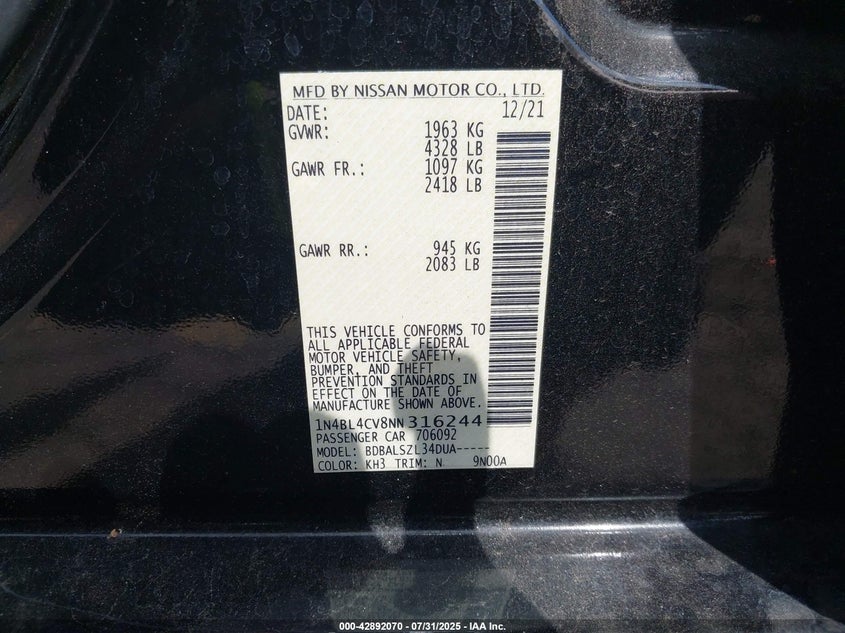 MFD BY NISSAN MOTOR CO., LTD.
DATE: 12/21
GVWR: 1963 KG
4328 LB
GAWR FR.: 1097 KG
2418 LB
GAWR RR.: 945 KG
2083 LB
THIS VEHICLE CONFORMS TO
ALL APPLICABLE FEDERAL
MOTOR VEHICLE SAFETY,
BUMPER, AND THEFT
PREVENTION STANDARDS IN
EFFECT ON THE DATE OF
MANUFACTURE SHOWN ABOVE.
1N4BL4CV8NN316244
PASSENGER CAR 706092
MODEL: BDBALSZL34DUA-----
COLOR: KH3 TRIM: N 9N00A
000-42892070 - 07/31/2025 - IAA Inc.